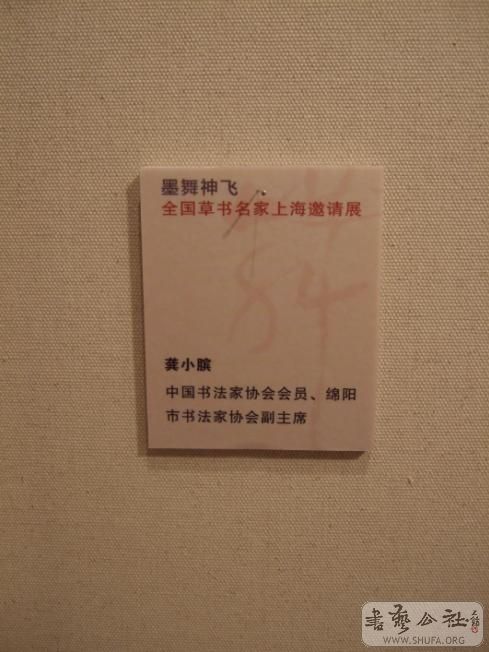 墨舞神飞
全国草书名家上海邀请展
龚小膑
中国书法家协会会员、绵阳
市书法家协会副主席
書藝公社
WWW.SHUFA.ORG